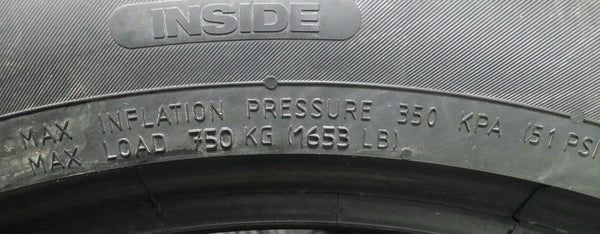 INSIDE
MAX INFLATION PRESSURE 350 KPA (51 PSI
MAX LOAD 750 KG (1653 LB)